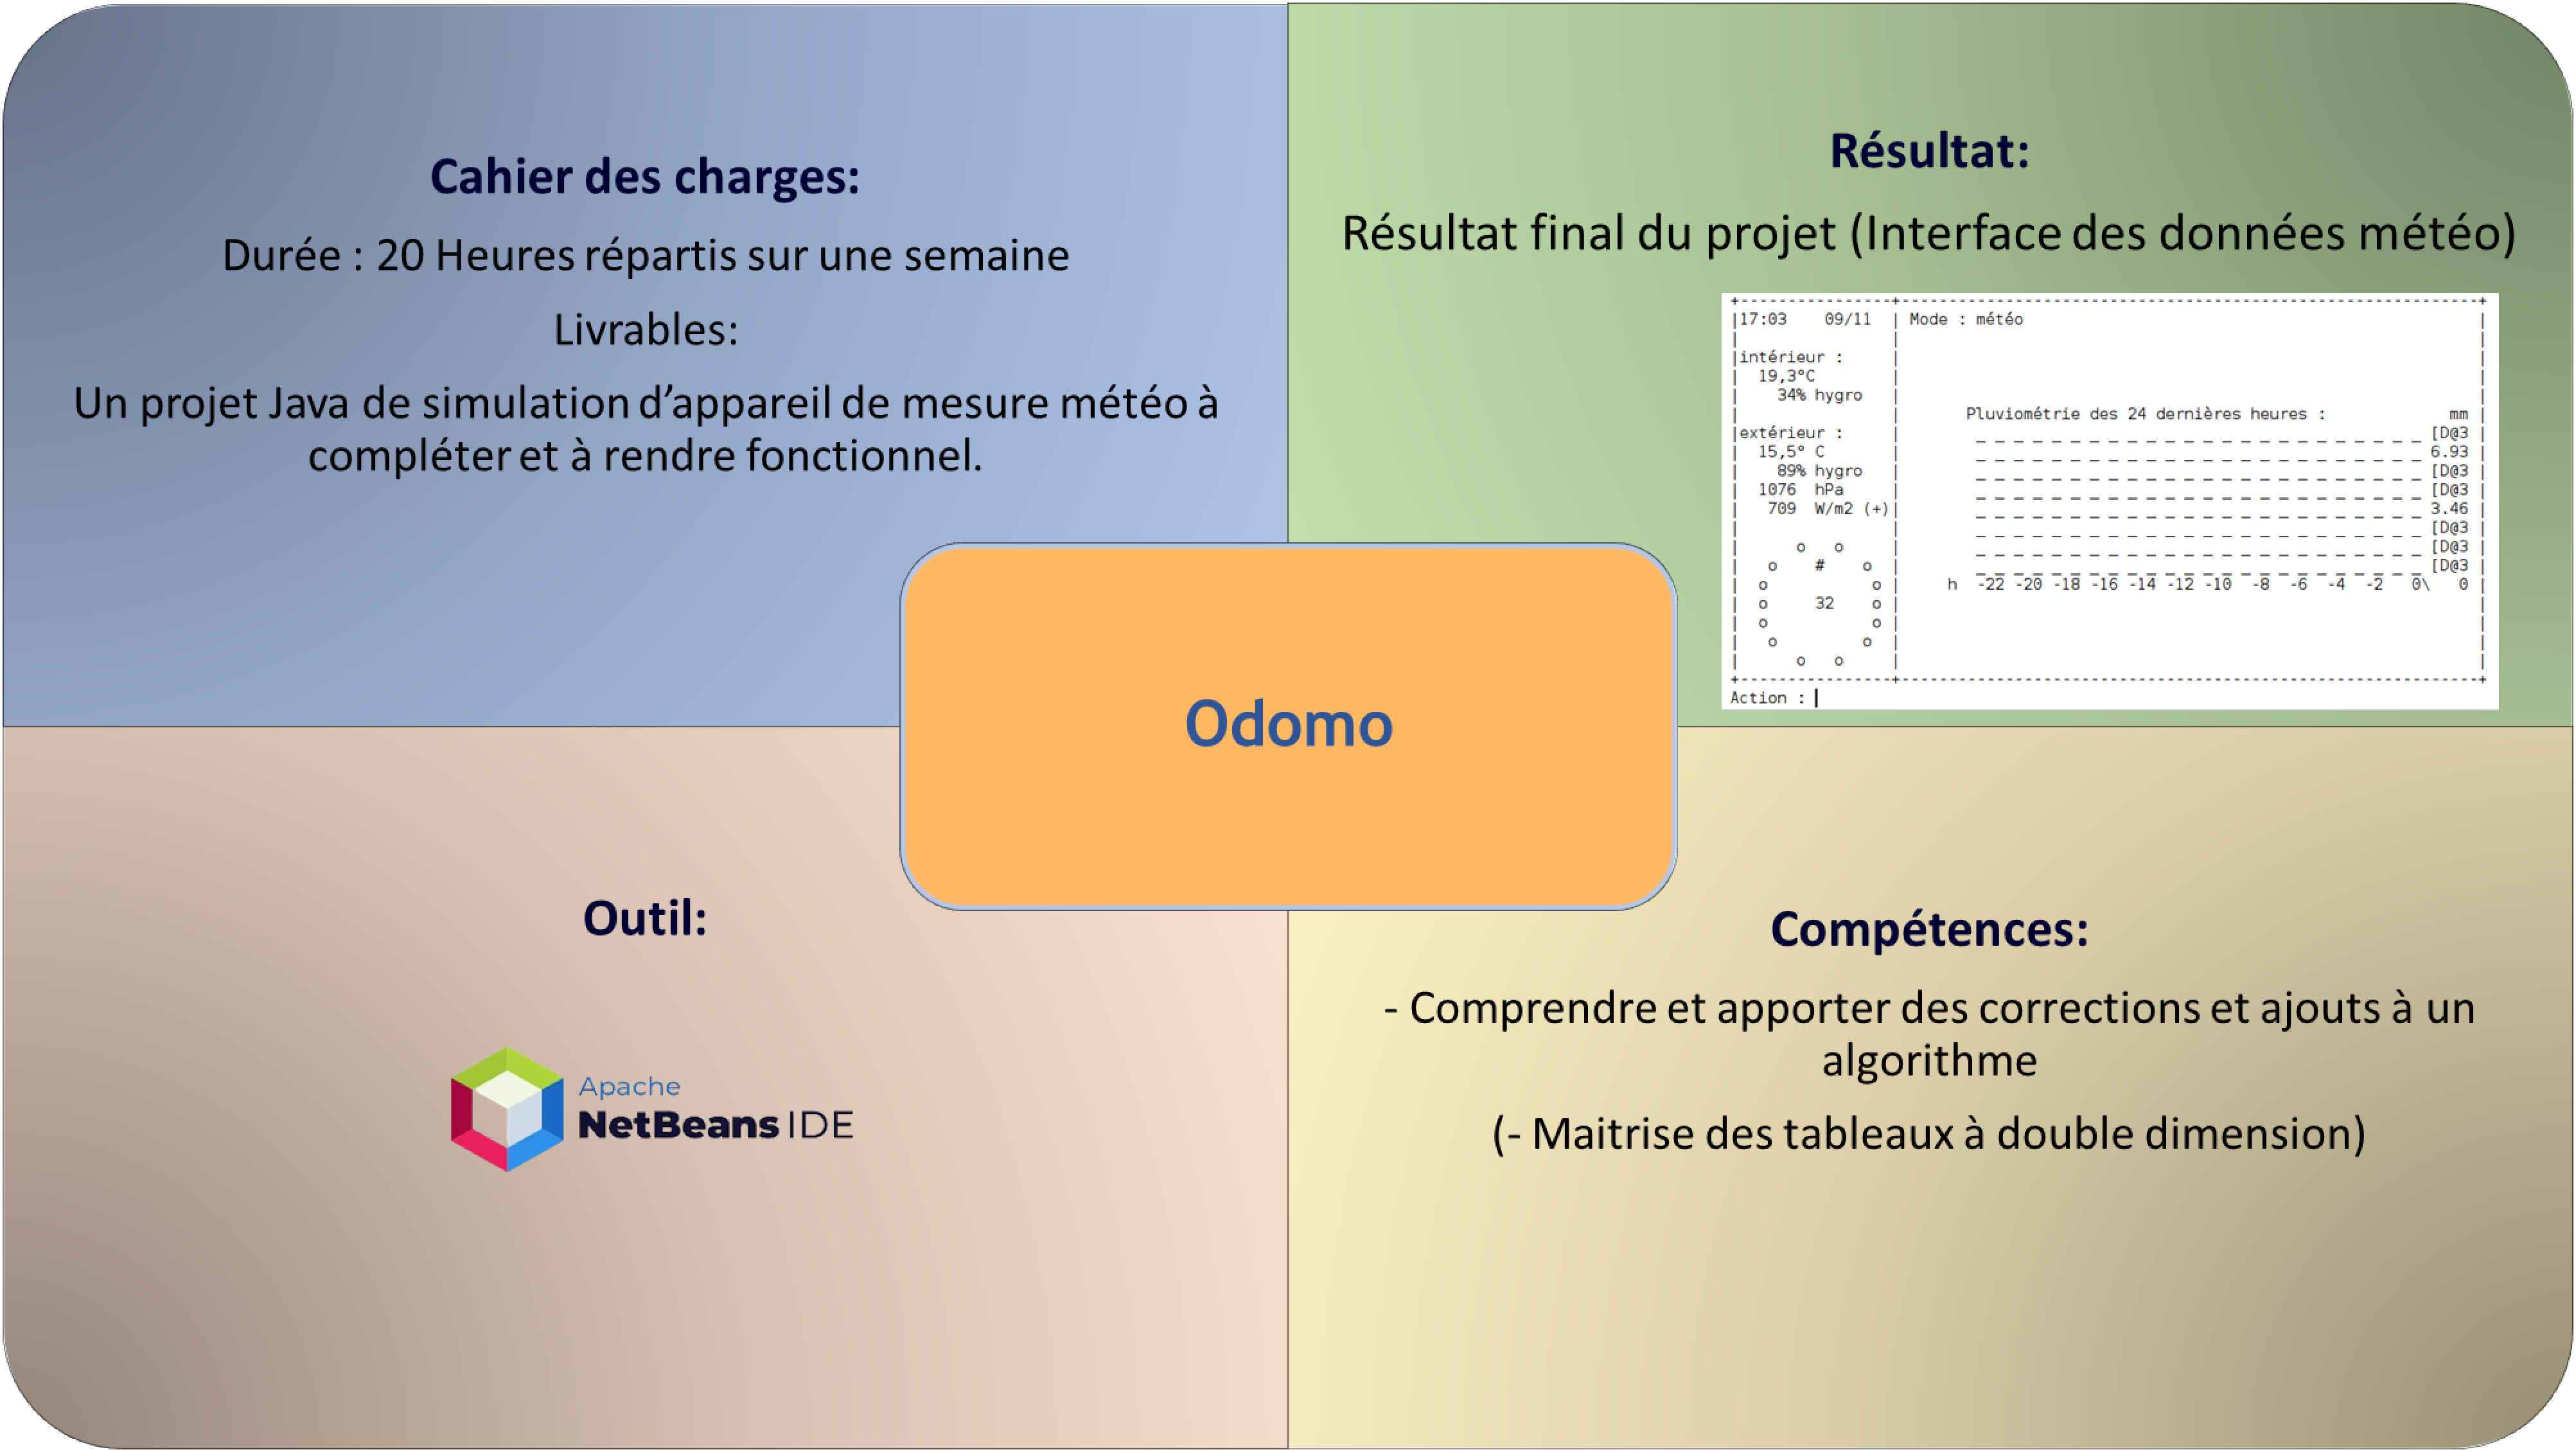 Cahier des charges:
Durée : 20 Heures répartis sur une semaine
Livrables:
Un projet Java de simulation d’appareil de mesure météo à
compléter et à rendre fonctionnel.
Résultat:
Résultat final du projet (Interface des données météo)
+----------------+--------------------------------------------------------------+
|17:03    09/11  | Mode : météo                                                 |
|intérieur :     |
|  19,3°C        |
|    34% hygro   |
|                |       Pluviométrie des 24 dernières heures :             mm |
|extérieur :     |        _ _ _ _ _ _ _ _ _ _ _ _ _ _ _ _ _ _ _ _ _ _ _ _ [D@3 |
|  15,5° C       |        _ _ _ _ _ _ _ _ _ _ _ _ _ _ _ _ _ _ _ _ _ _ _ _ 6.93 |
|    89% hygro   |        _ _ _ _ _ _ _ _ _ _ _ _ _ _ _ _ _ _ _ _ _ _ _ _ [D@3 |
|  1076  hPa     |        _ _ _ _ _ _ _ _ _ _ _ _ _ _ _ _ _ _ _ _ _ _ _ _ [D@3 |
|   709  W/m2 (+)|        _ _ _ _ _ _ _ _ _ _ _ _ _ _ _ _ _ _ _ _ _ _ _ _ 3.46 |
|                |        _ _ _ _ _ _ _ _ _ _ _ _ _ _ _ _ _ _ _ _ _ _ _ _ [D@3 |
|      o   o     |        _ _ _ _ _ _ _ _ _ _ _ _ _ _ _ _ _ _ _ _ _ _ _ _ [D@3 |
|   o    #    o  |        _ _ _ _ _ _ _ _ _ _ _ _ _ _ _ _ _ _ _ _ _ _ _ _ [D@3 |
|  o           o |     h  -22 -20 -18 -16 -14 -12 -10  -8  -6  -4  -2   0\   0 |
|  o     32    o |
|  o           o |
|   o         o  |
|      o   o     |
+----------------+--------------------------------------------------------------+
Action :
Odomo
Outil:
Apache
NetBeans IDE
Compétences:
- Comprendre et apporter des corrections et ajouts à un
algorithme
(- Maitrise des tableaux à double dimension)